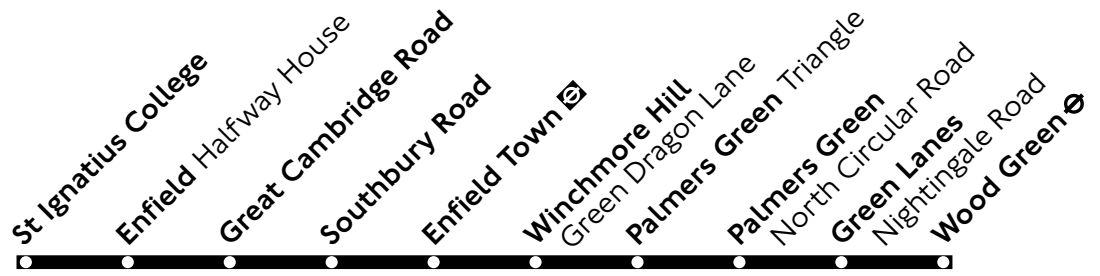 St Ignatius College
Enfield Halfway House
Great Cambridge Road
Southbury Road
Enfield Town
Winchmore Hill
Green Dragon Lane
Palmers Green Triangle
Palmers Green
North Circular Road
Green Lanes
Nightingale Road
Wood Green